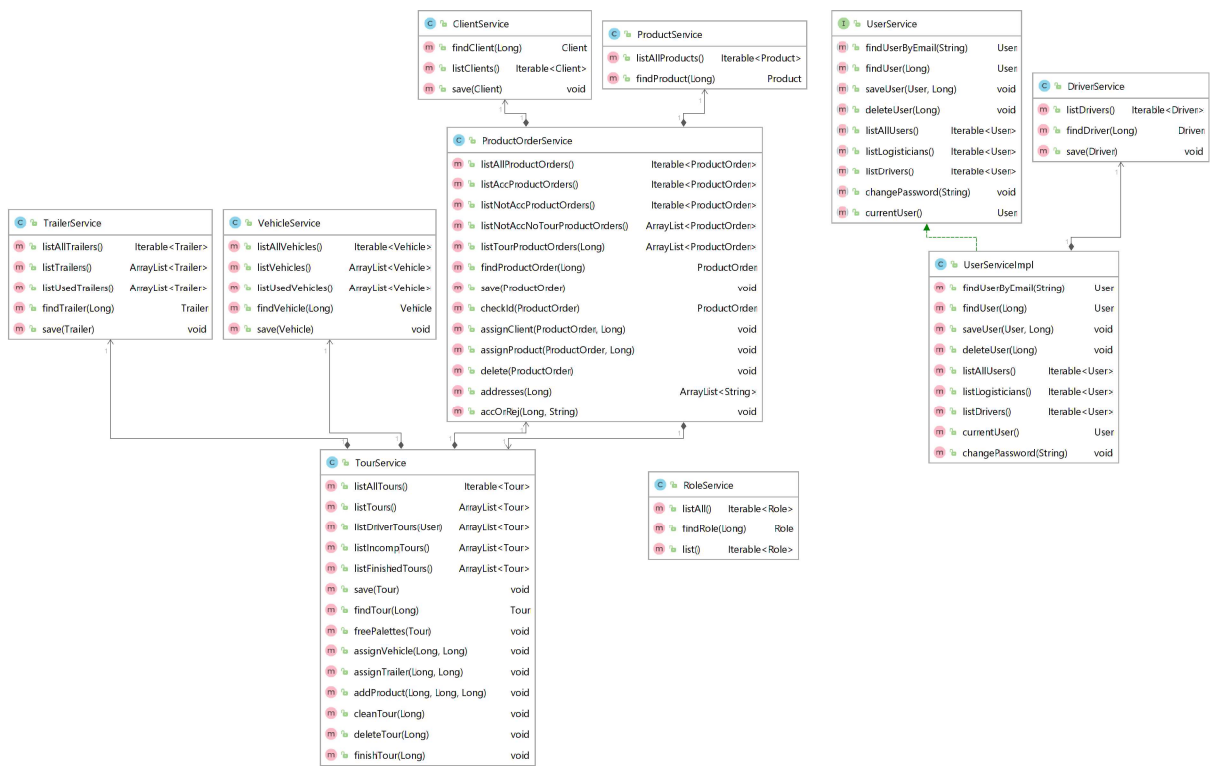 ClientService
findClient(Long) Client
listClients() Iterable<Client>
save(Client) void
ProductService
listAllProducts() Iterable<Product>
findProduct(Long) Product
UserService
findUserByEmail(String) User
findUser(Long) User
saveUser(User, Long) void
deleteUser(Long) void
listAllUsers() Iterable<User>
listLogisticians() Iterable<User>
listDrivers() Iterable<User>
changePassword(String) void
currentUser() User
DriverService
listDrivers() Iterable<Driver>
findDriver(Long) Driver
save(Driver) void
ProductOrderService
listAllProductOrders() Iterable<ProductOrder>
listAccProductOrders() Iterable<ProductOrder>
listNotAccProductOrders() Iterable<ProductOrder>
listNotAccNoTourProductOrders() ArrayList<ProductOrder>
listTourProductOrders(Long) ArrayList<ProductOrder>
findProductOrder(Long) ProductOrder
save(ProductOrder) void
checkId(ProductOrder) ProductOrder
assignClient(ProductOrder, Long) void
assignProduct(ProductOrder, Long) void
delete(ProductOrder) void
addresses(Long) ArrayList<String>
accOrRej(Long, String) void
TrailerService
listAllTrailers() Iterable<Trailer>
listTrailers() ArrayList<Trailer>
listUsedTrailers() ArrayList<Trailer>
findTrailer(Long) Trailer
save(Trailer) void
VehicleService
listAllVehicles() Iterable<Vehicle>
listVehicles() ArrayList<Vehicle>
listUsedVehicles() ArrayList<Vehicle>
findVehicle(Long) Vehicle
save(Vehicle) void
UserServiceImpl
findUserByEmail(String) User
findUser(Long) User
saveUser(User, Long) void
deleteUser(Long) void
listAllUsers() Iterable<User>
listLogisticians() Iterable<User>
listDrivers() Iterable<User>
currentUser() User
changePassword(String) void
TourService
listAllTours() Iterable<Tour>
listTours() ArrayList<Tour>
listDriverTours(User) ArrayList<Tour>
listIncompTours() ArrayList<Tour>
listFinishedTours() ArrayList<Tour>
save(Tour) void
findTour(Long) Tour
freePalettes(Tour) void
assignVehicle(Long, Long) void
assignTrailer(Long, Long) void
addProduct(Long, Long, Long) void
cleanTour(Long) void
deleteTour(Long) void
finishTour(Long) void
RoleService
listAll() Iterable<Role>
findRole(Long) Role
list() Iterable<Role>